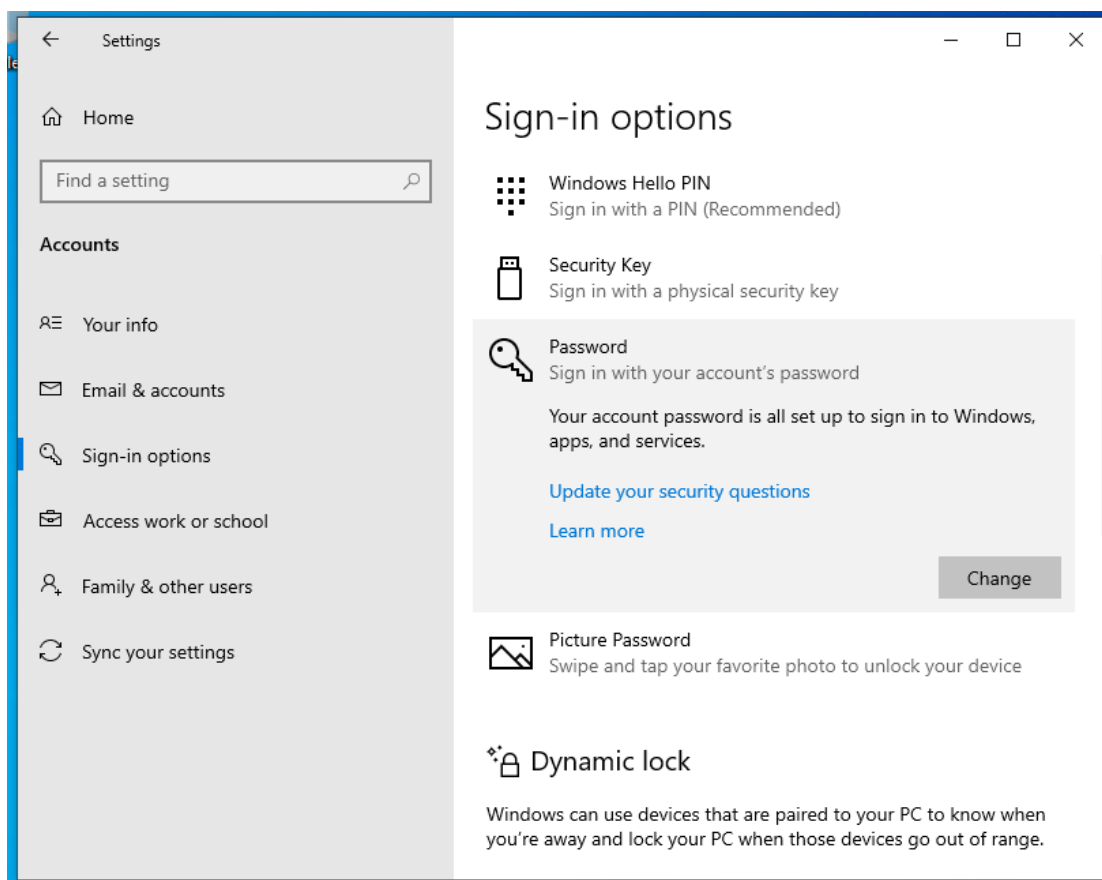 Settings
Home
Find a setting
Accounts
Your info
Email & accounts
Sign-in options
Access work or school
Family & other users
Sync your settings
Sign-in options
Windows Hello PIN
Sign in with a PIN (Recommended)
Security Key
Sign in with a physical security key
Password
Sign in with your account's password
Your account password is all set up to sign in to Windows,
apps, and services.
Update your security questions
Learn more
Change
Picture Password
Swipe and tap your favorite photo to unlock your device
Dynamic lock
Windows can use devices that are paired to your PC to know when
you're away and lock your PC when those devices go out of range.